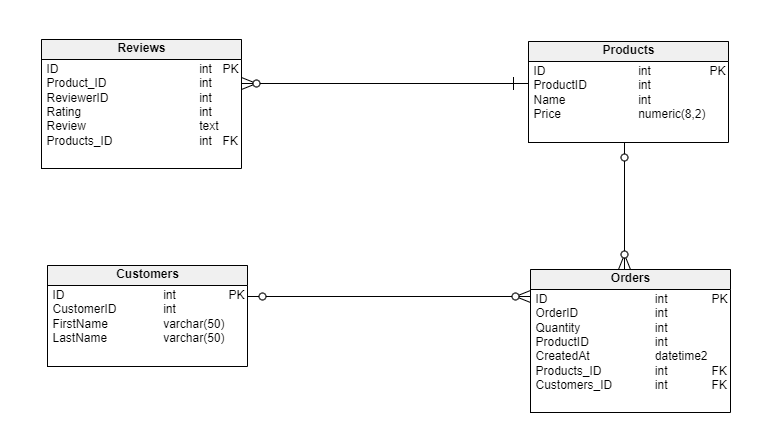 Reviews
ID int PK
Product_ID int
ReviewerID int
Rating int
Review text
Products_ID int FK
Products
ID int PK
ProductID int
Name int
Price numeric(8,2)
Customers
ID int PK
CustomerID int
FirstName varchar(50)
LastName varchar(50)
Orders
ID int PK
OrderID int
Quantity int
ProductID int
CreatedAt datetime2
Products_ID int FK
Customers_ID int FK